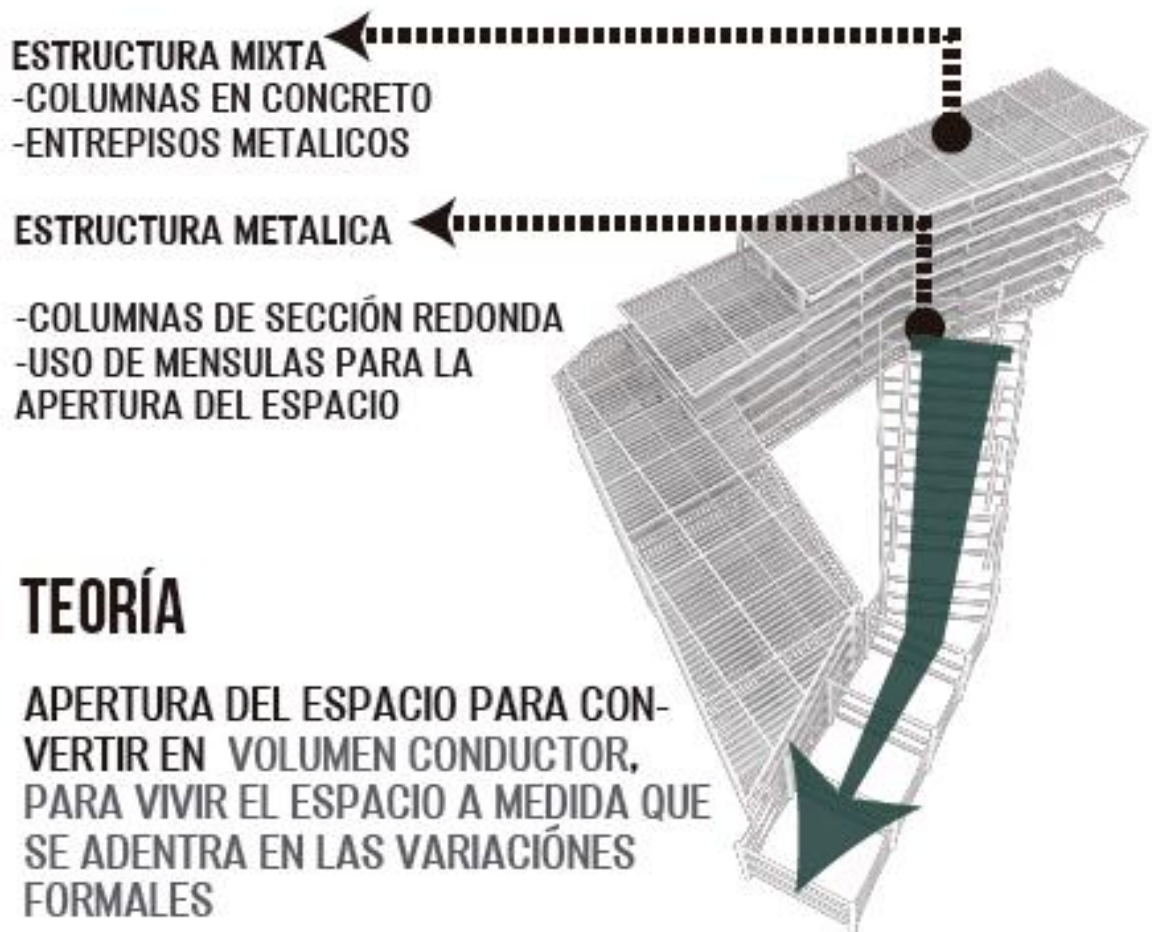 ESTRUCTURA MIXTA
-COLUMNAS EN CONCRETO
-ENTREPISOS METALICOS
ESTRUCTURA METALICA
-COLUMNAS DE SECCIÓN REDONDA
-USO DE MENSULAS PARA LA
APERTURA DEL ESPACIO
TEORÍA
APERTURA DEL ESPACIO PARA CON-
VERTIR EN VOLUMEN CONDUCTOR,
PARA VIVIR EL ESPACIO A MEDIDA QUE
SE ADENTRA EN LAS VARIACIÓNES
FORMALES